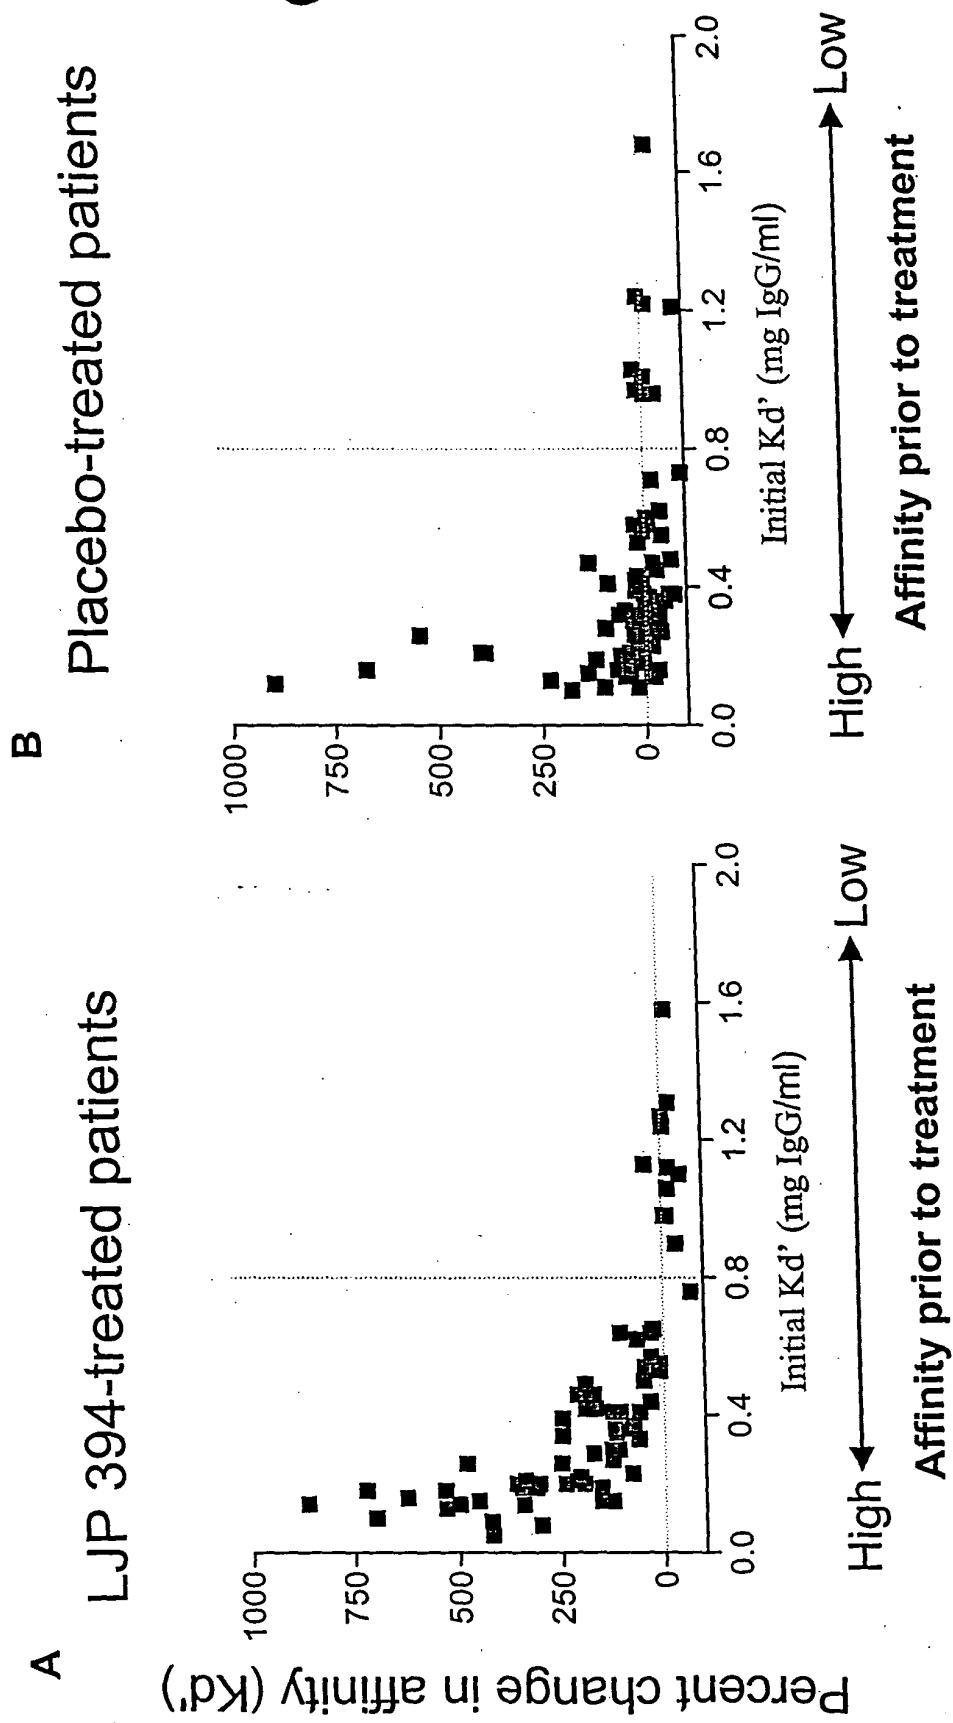 A
LJP 394-treated patients
Percent change in affinity (Kd')
1000
750
500
250
0
0.0
0.4
0.8
1.2
1.6
2.0
Initial Kd' (mg IgG/ml)
High
Low
Affinity prior to treatment
B
Placebo-treated patients
1000
750
500
250
0
0.0
0.4
0.8
1.2
1.6
2.0
Initial Kd' (mg IgG/ml)
High
Low
Affinity prior to treatment